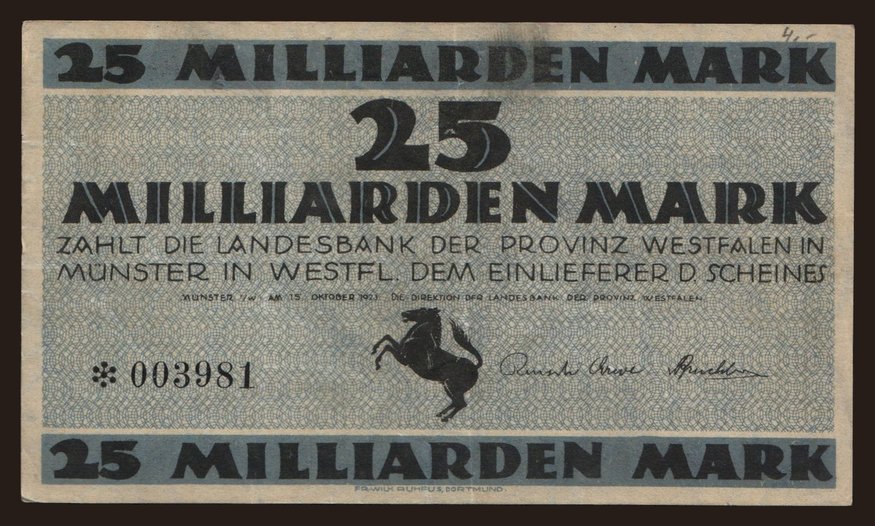 4,-
25 MILLIARDEN MARK
25
MILLIARDEN MARK
ZAHLT DIE LANDESBANK DER PROVINZ WESTFALEN IN
MÜNSTER IN WESTFL. DEM EINLIEFERER D SCHEINES
MÜNSTER I/W. AM 15. OKTOBER 1923 DIE DIREKTION DER LANDESBANK DER PROVINZ WESTFALEN.
* 003981
25 MILLIARDEN MARK
FR. WILH. RUHFUS, DORTMUND.